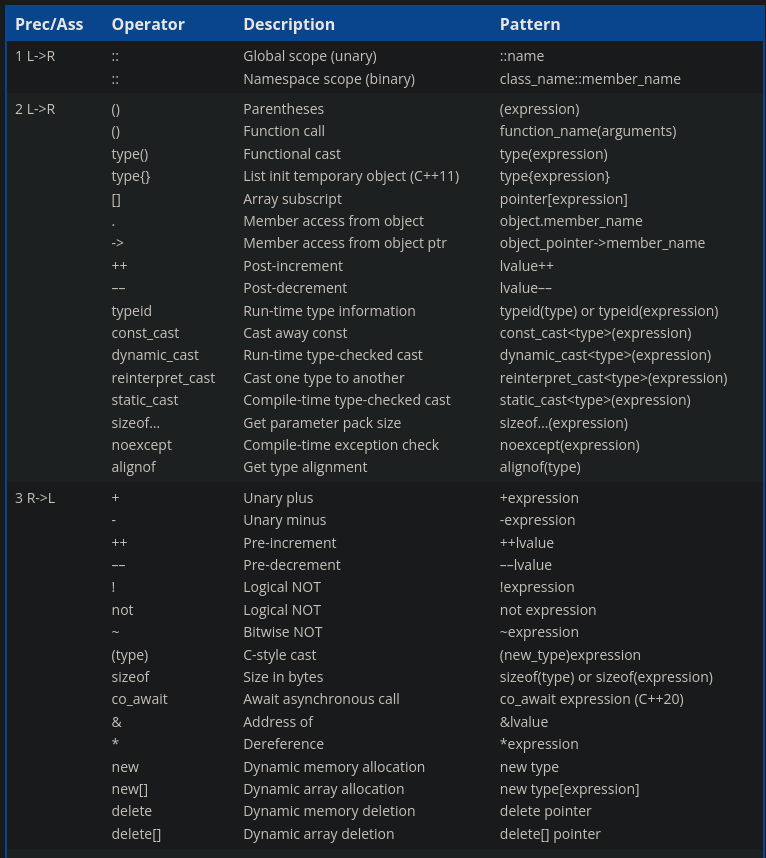 Prec/Ass Operator Description Pattern
1 L->R :: Global scope (unary) ::name
:: Namespace scope (binary) class_name::member_name
2 L->R () Parentheses (expression)
() Function call function_name(arguments)
type() Functional cast type(expression)
type{} List init temporary object (C++11) type{expression}
[] Array subscript pointer[expression]
. Member access from object object.member_name
-> Member access from object ptr object_pointer->member_name
++ Post-increment lvalue++
–– Post-decrement lvalue––
typeid Run-time type information typeid(type) or typeid(expression)
const_cast Cast away const const_cast<type>(expression)
dynamic_cast Run-time type-checked cast dynamic_cast<type>(expression)
reinterpret_cast Cast one type to another reinterpret_cast<type>(expression)
static_cast Compile-time type-checked cast static_cast<type>(expression)
sizeof... Get parameter pack size sizeof...(expression)
noexcept Compile-time exception check noexcept(expression)
alignof Get type alignment alignof(type)
3 R->L + Unary plus +expression
- Unary minus -expression
++ Pre-increment ++lvalue
–– Pre-decrement ––lvalue
! Logical NOT !expression
not Logical NOT not expression
~ Bitwise NOT ~expression
(type) C-style cast (new_type)expression
sizeof Size in bytes sizeof(type) or sizeof(expression)
co_await Await asynchronous call co_await expression (C++20)
& Address of &lvalue
* Dereference *expression
new Dynamic memory allocation new type
new[] Dynamic array allocation new type[expression]
delete Dynamic memory deletion delete pointer
delete[] Dynamic array deletion delete[] pointer